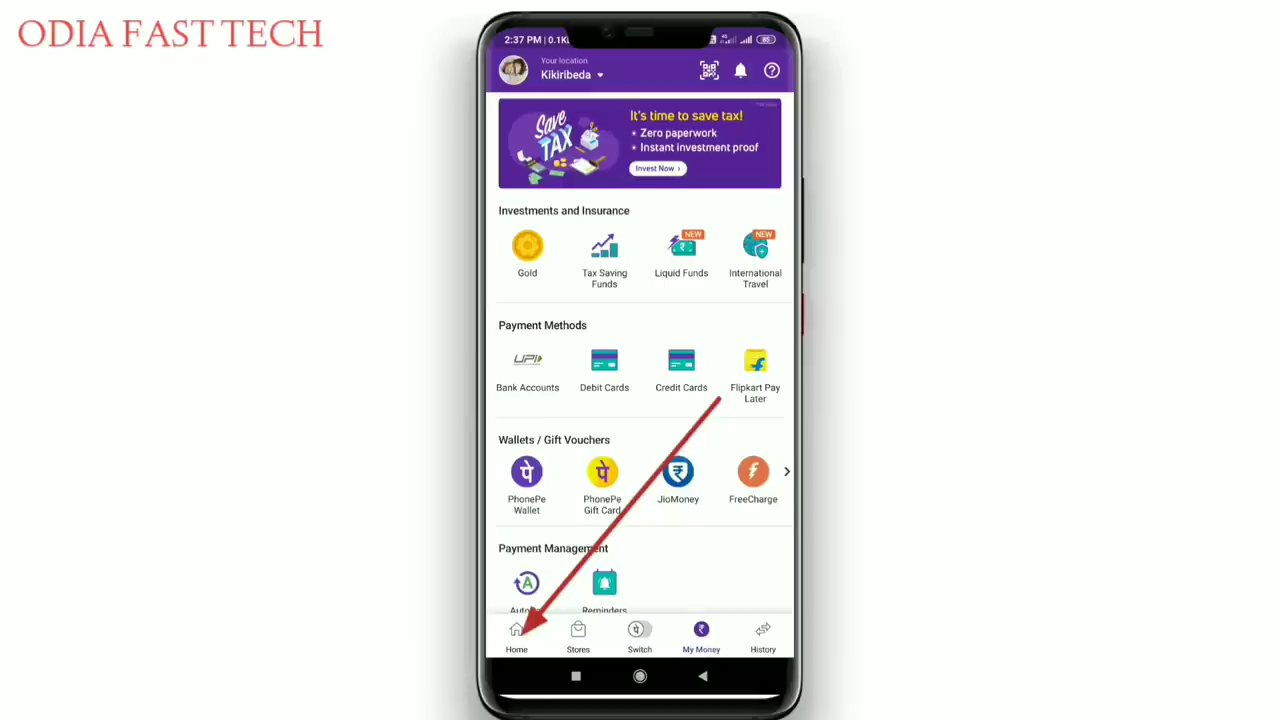 ODIA FAST TECH
2:37 PM | 0.1K
Your location
Kikiribeda
It's time to save tax!
* Zero paperwork
* Instant investment proof
Save
TAX
Invest Now >
Investments and Insurance
NEW
NEW
Gold
Tax Saving
Funds
Liquid Funds
International
Travel
Payment Methods
UPI
Bank Accounts
Debit Cards
Credit Cards
Flipkart Pay
Later
Wallets / Gift Vouchers
पे
पे
₹
PhonePe
Wallet
PhonePe
Gift Card
JioMoney
FreeCharge
Payment Management
A
Reminders
पे
₹
Home
Stores
Switch
My Money
History